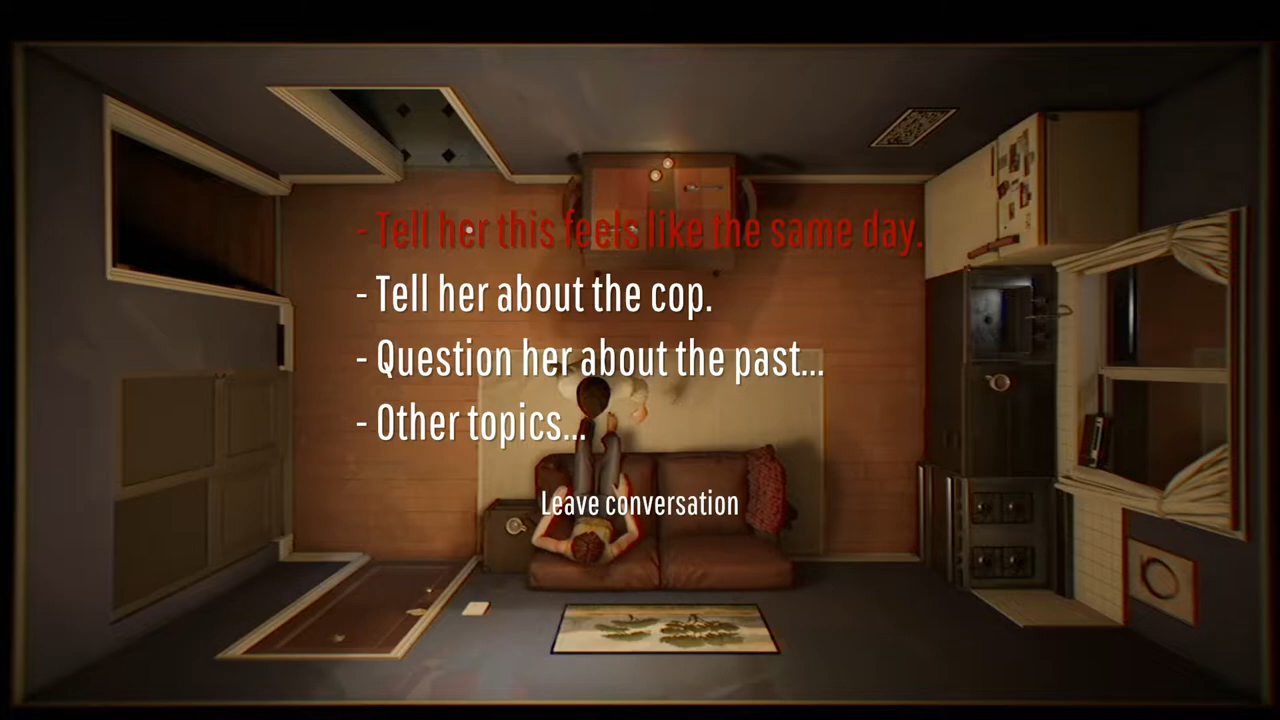 - Tell her this feels like the same day.
- Tell her about the cop.
- Question her about the past...
- Other topics...
Leave conversation